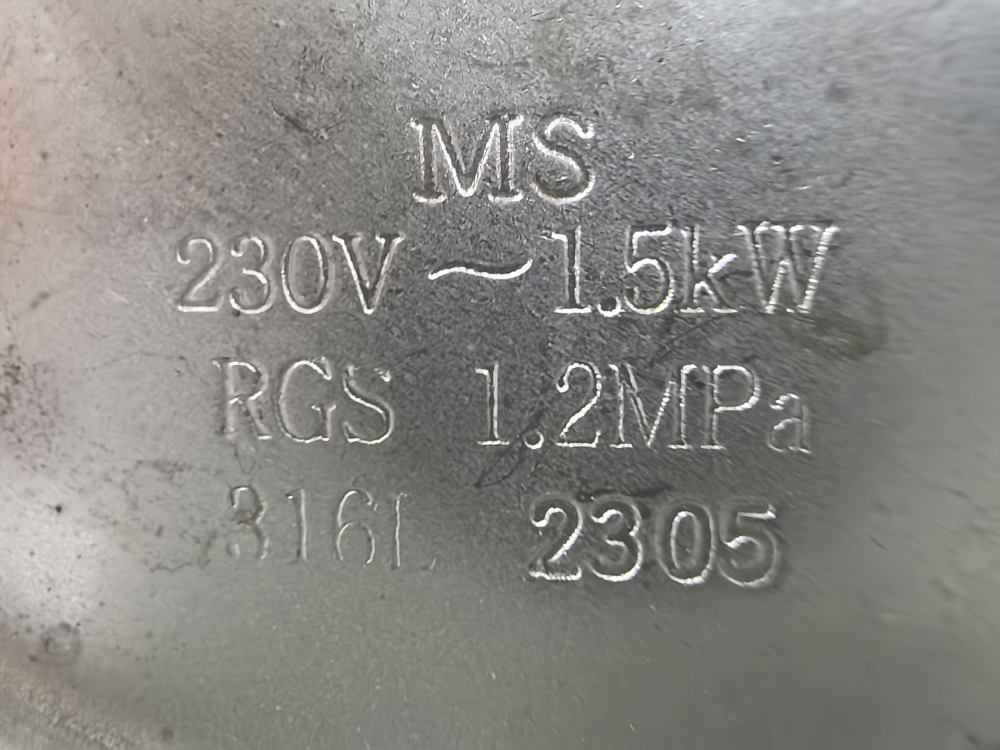 MS
230V~1.5kW
RGS 1.2MPa
316L 2305